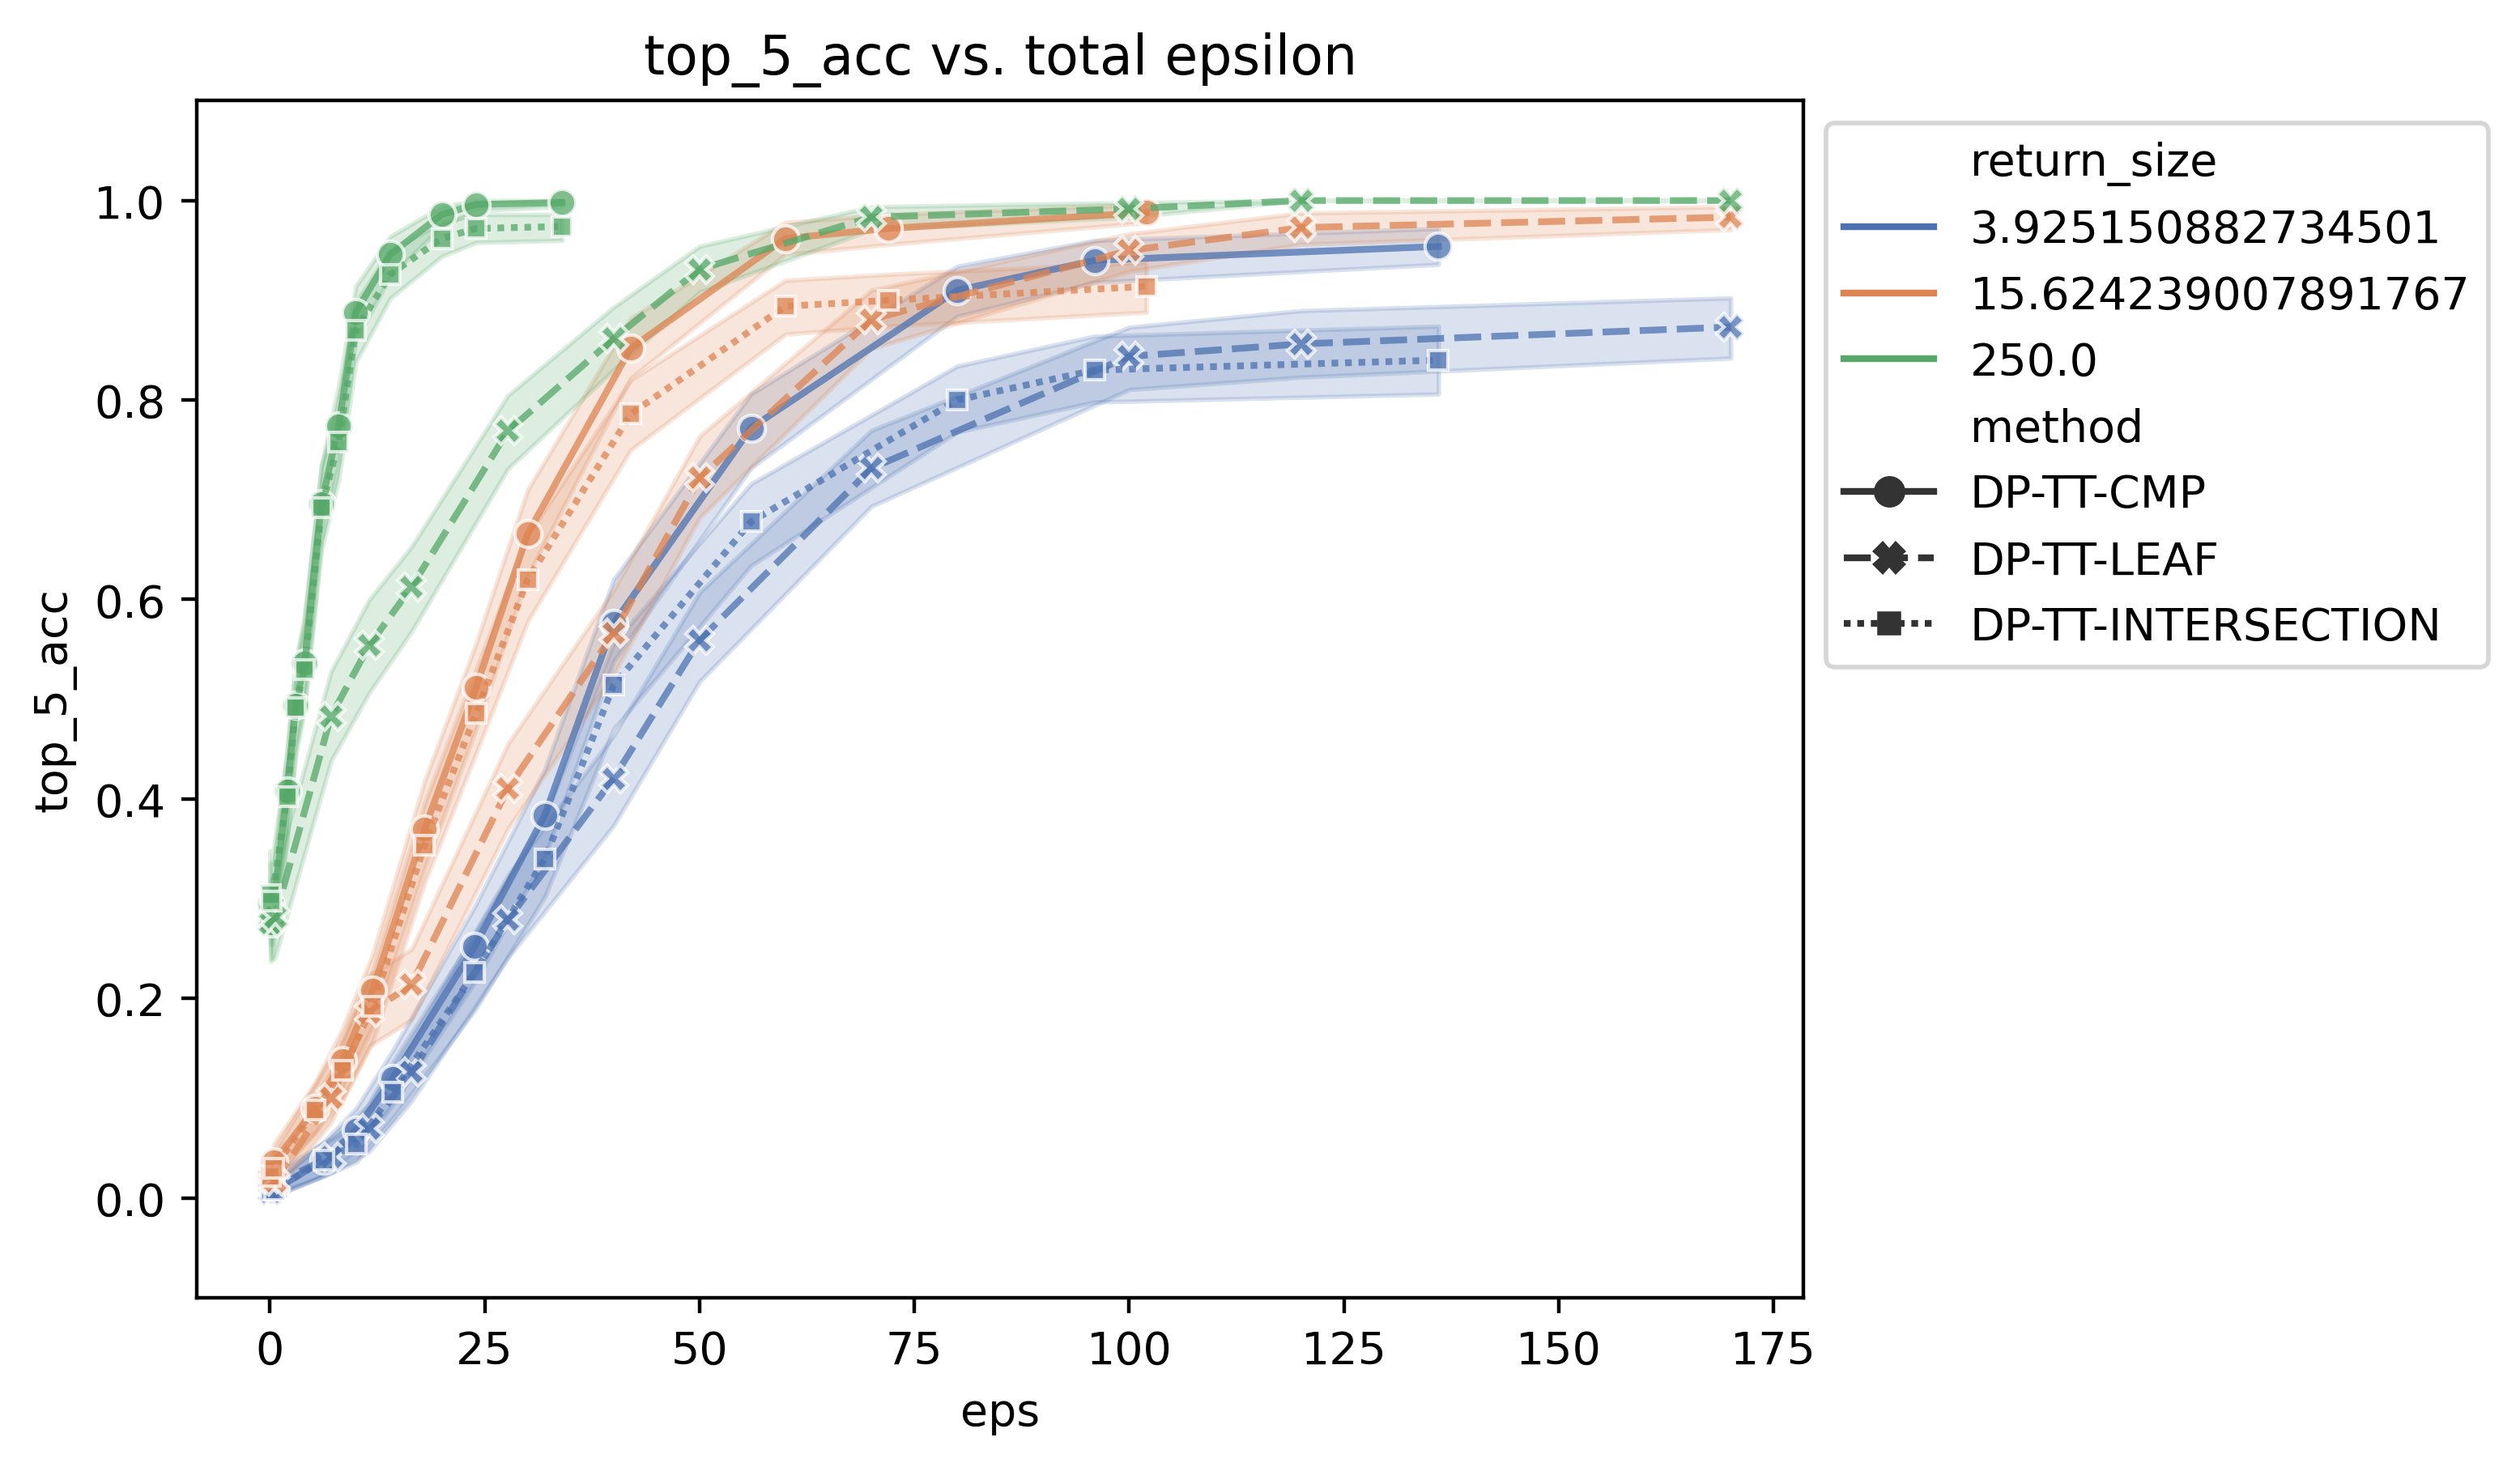 top_5_acc vs. total epsilon
top_5_acc
1.0
0.8
0.6
0.4
0.2
0.0
0 25 50 75 100 125 150 175
eps
return_size
3.925150882734501
15.624239007891767
250.0
method
DP-TT-CMP
DP-TT-LEAF
DP-TT-INTERSECTION